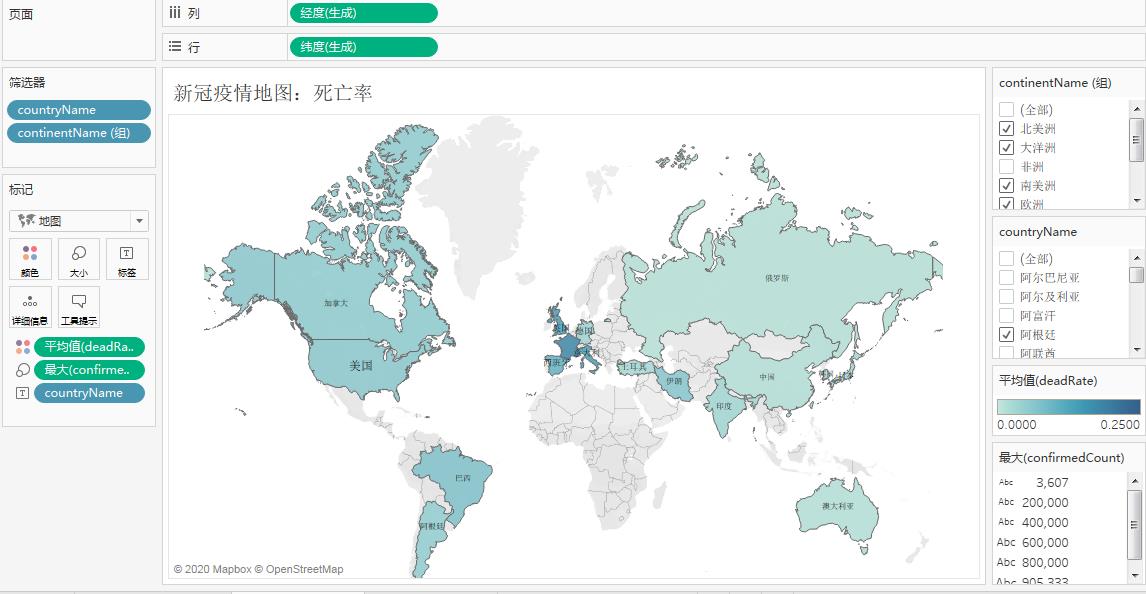 页面
列
经度(生成)
行
纬度(生成)
筛选器
countryName
continentName (组)
标记
地图
颜色
大小
标签
详细信息
工具提示
平均值(deadRa..
最大(confirme..
countryName
新冠疫情地图：死亡率
加拿大
美国
巴西
阿根廷
俄罗斯
英国
德国
意大利
西班牙
土耳其
伊朗
中国
印度
澳大利亚
© 2020 Mapbox © OpenStreetMap
continentName (组)
(全部)
北美洲
大洋洲
非洲
南美洲
欧洲
countryName
(全部)
阿尔巴尼亚
阿尔及利亚
阿富汗
阿根廷
阿联酋
平均值(deadRate)
0.0000
0.2500
最大(confirmedCount)
Abc 3,607
Abc 200,000
Abc 400,000
Abc 600,000
Abc 800,000
Abc 905,333